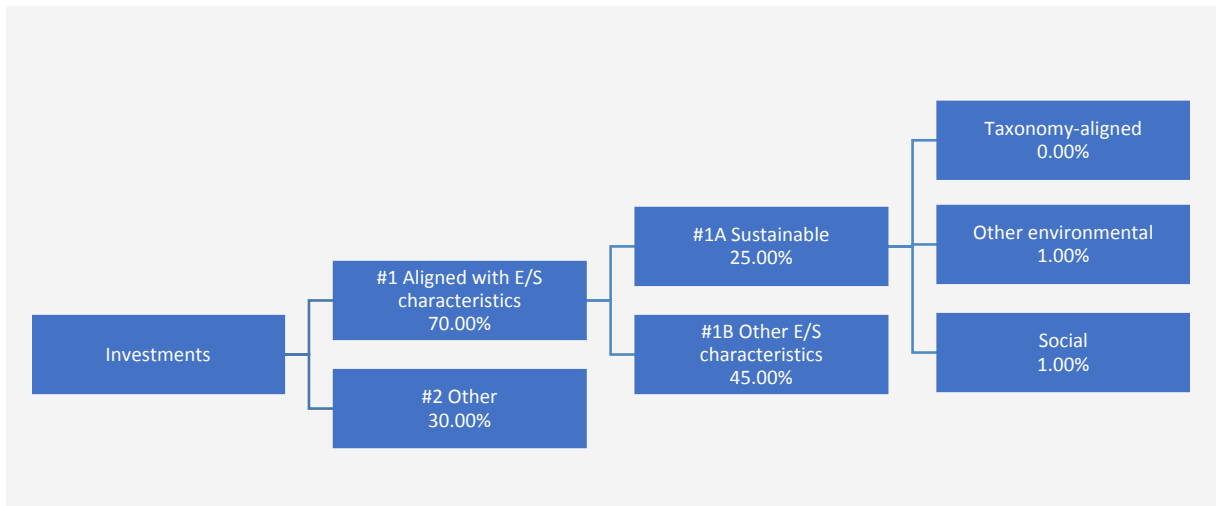 Investments
#1 Aligned with E/S
characteristics
70.00%
#2 Other
30.00%
#1A Sustainable
25.00%
#1B Other E/S
characteristics
45.00%
Taxonomy-aligned
0.00%
Other environmental
1.00%
Social
1.00%